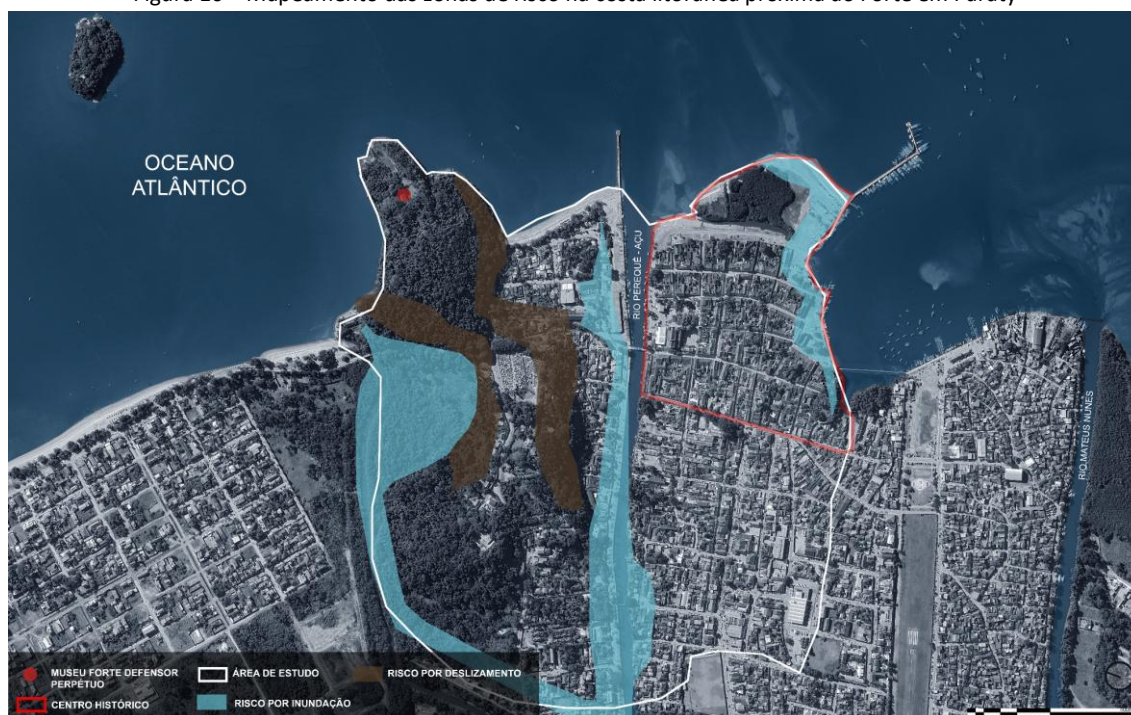 Figura 10 – Mapeamento das zonas de risco na costa litorânea próxima ao Forte em Paraty
OCEANO
ATLÂNTICO
RIO PEREQUÊ - AÇU
RIO MATEUS NUNES
MUSEU FORTE DEFENSOR
PERPÉTUO
ÁREA DE ESTUDO
RISCO POR DESLIZAMENTO
CENTRO HISTÓRICO
RISCO POR INUNDAÇÃO